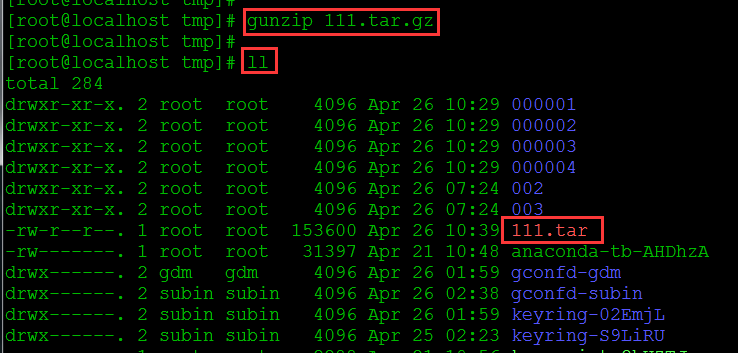 [root@localhost tmp]#
[root@localhost tmp]# gunzip 111.tar.gz
[root@localhost tmp]#
[root@localhost tmp]# ll
total 284
drwxr-xr-x. 2 root  root    4096 Apr 26 10:29 000001
drwxr-xr-x. 2 root  root    4096 Apr 26 10:29 000002
drwxr-xr-x. 2 root  root    4096 Apr 26 10:29 000003
drwxr-xr-x. 2 root  root    4096 Apr 26 10:29 000004
drwxr-xr-x. 2 root  root    4096 Apr 26 07:24 002
drwxr-xr-x. 2 root  root    4096 Apr 26 07:24 003
-rw-r--r--. 1 root  root  153600 Apr 26 10:39 111.tar
-rw-------. 1 root  root   31397 Apr 21 10:48 anaconda-tb-AHDhzA
drwx------. 2 gdm   gdm     4096 Apr 26 01:59 gconfd-gdm
drwx------. 2 subin subin   4096 Apr 26 02:38 gconfd-subin
drwx------. 2 subin subin   4096 Apr 26 01:59 keyring-02EmjL
drwx------. 2 subin subin   4096 Apr 25 02:23 keyring-S9LiRU